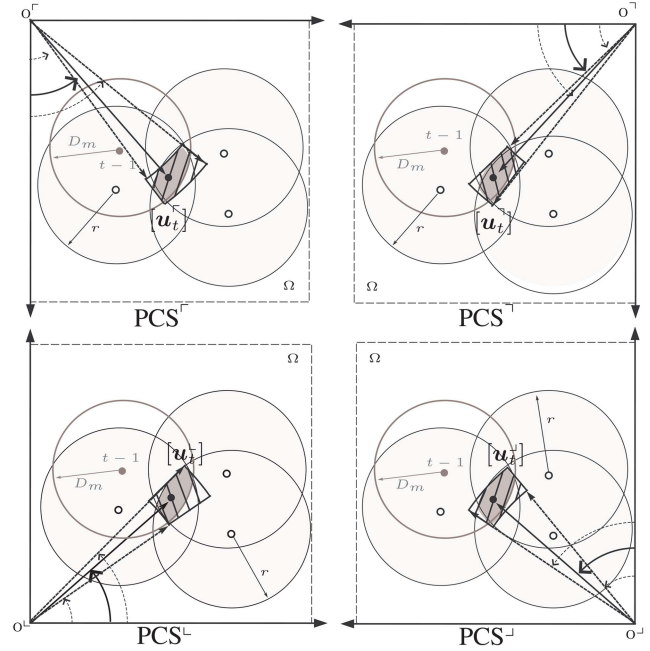 O⌜ O⌝
D_m t − 1 r [u_t⌜] Ω
D_m t − 1 r [u_t⌝] Ω
PCS⌜ PCS⌝
Ω Ω
t − 1 D_m [u_t⌞] r
t − 1 D_m [u_t⌟] r
O⌞ PCS⌞ PCS⌟ O⌟